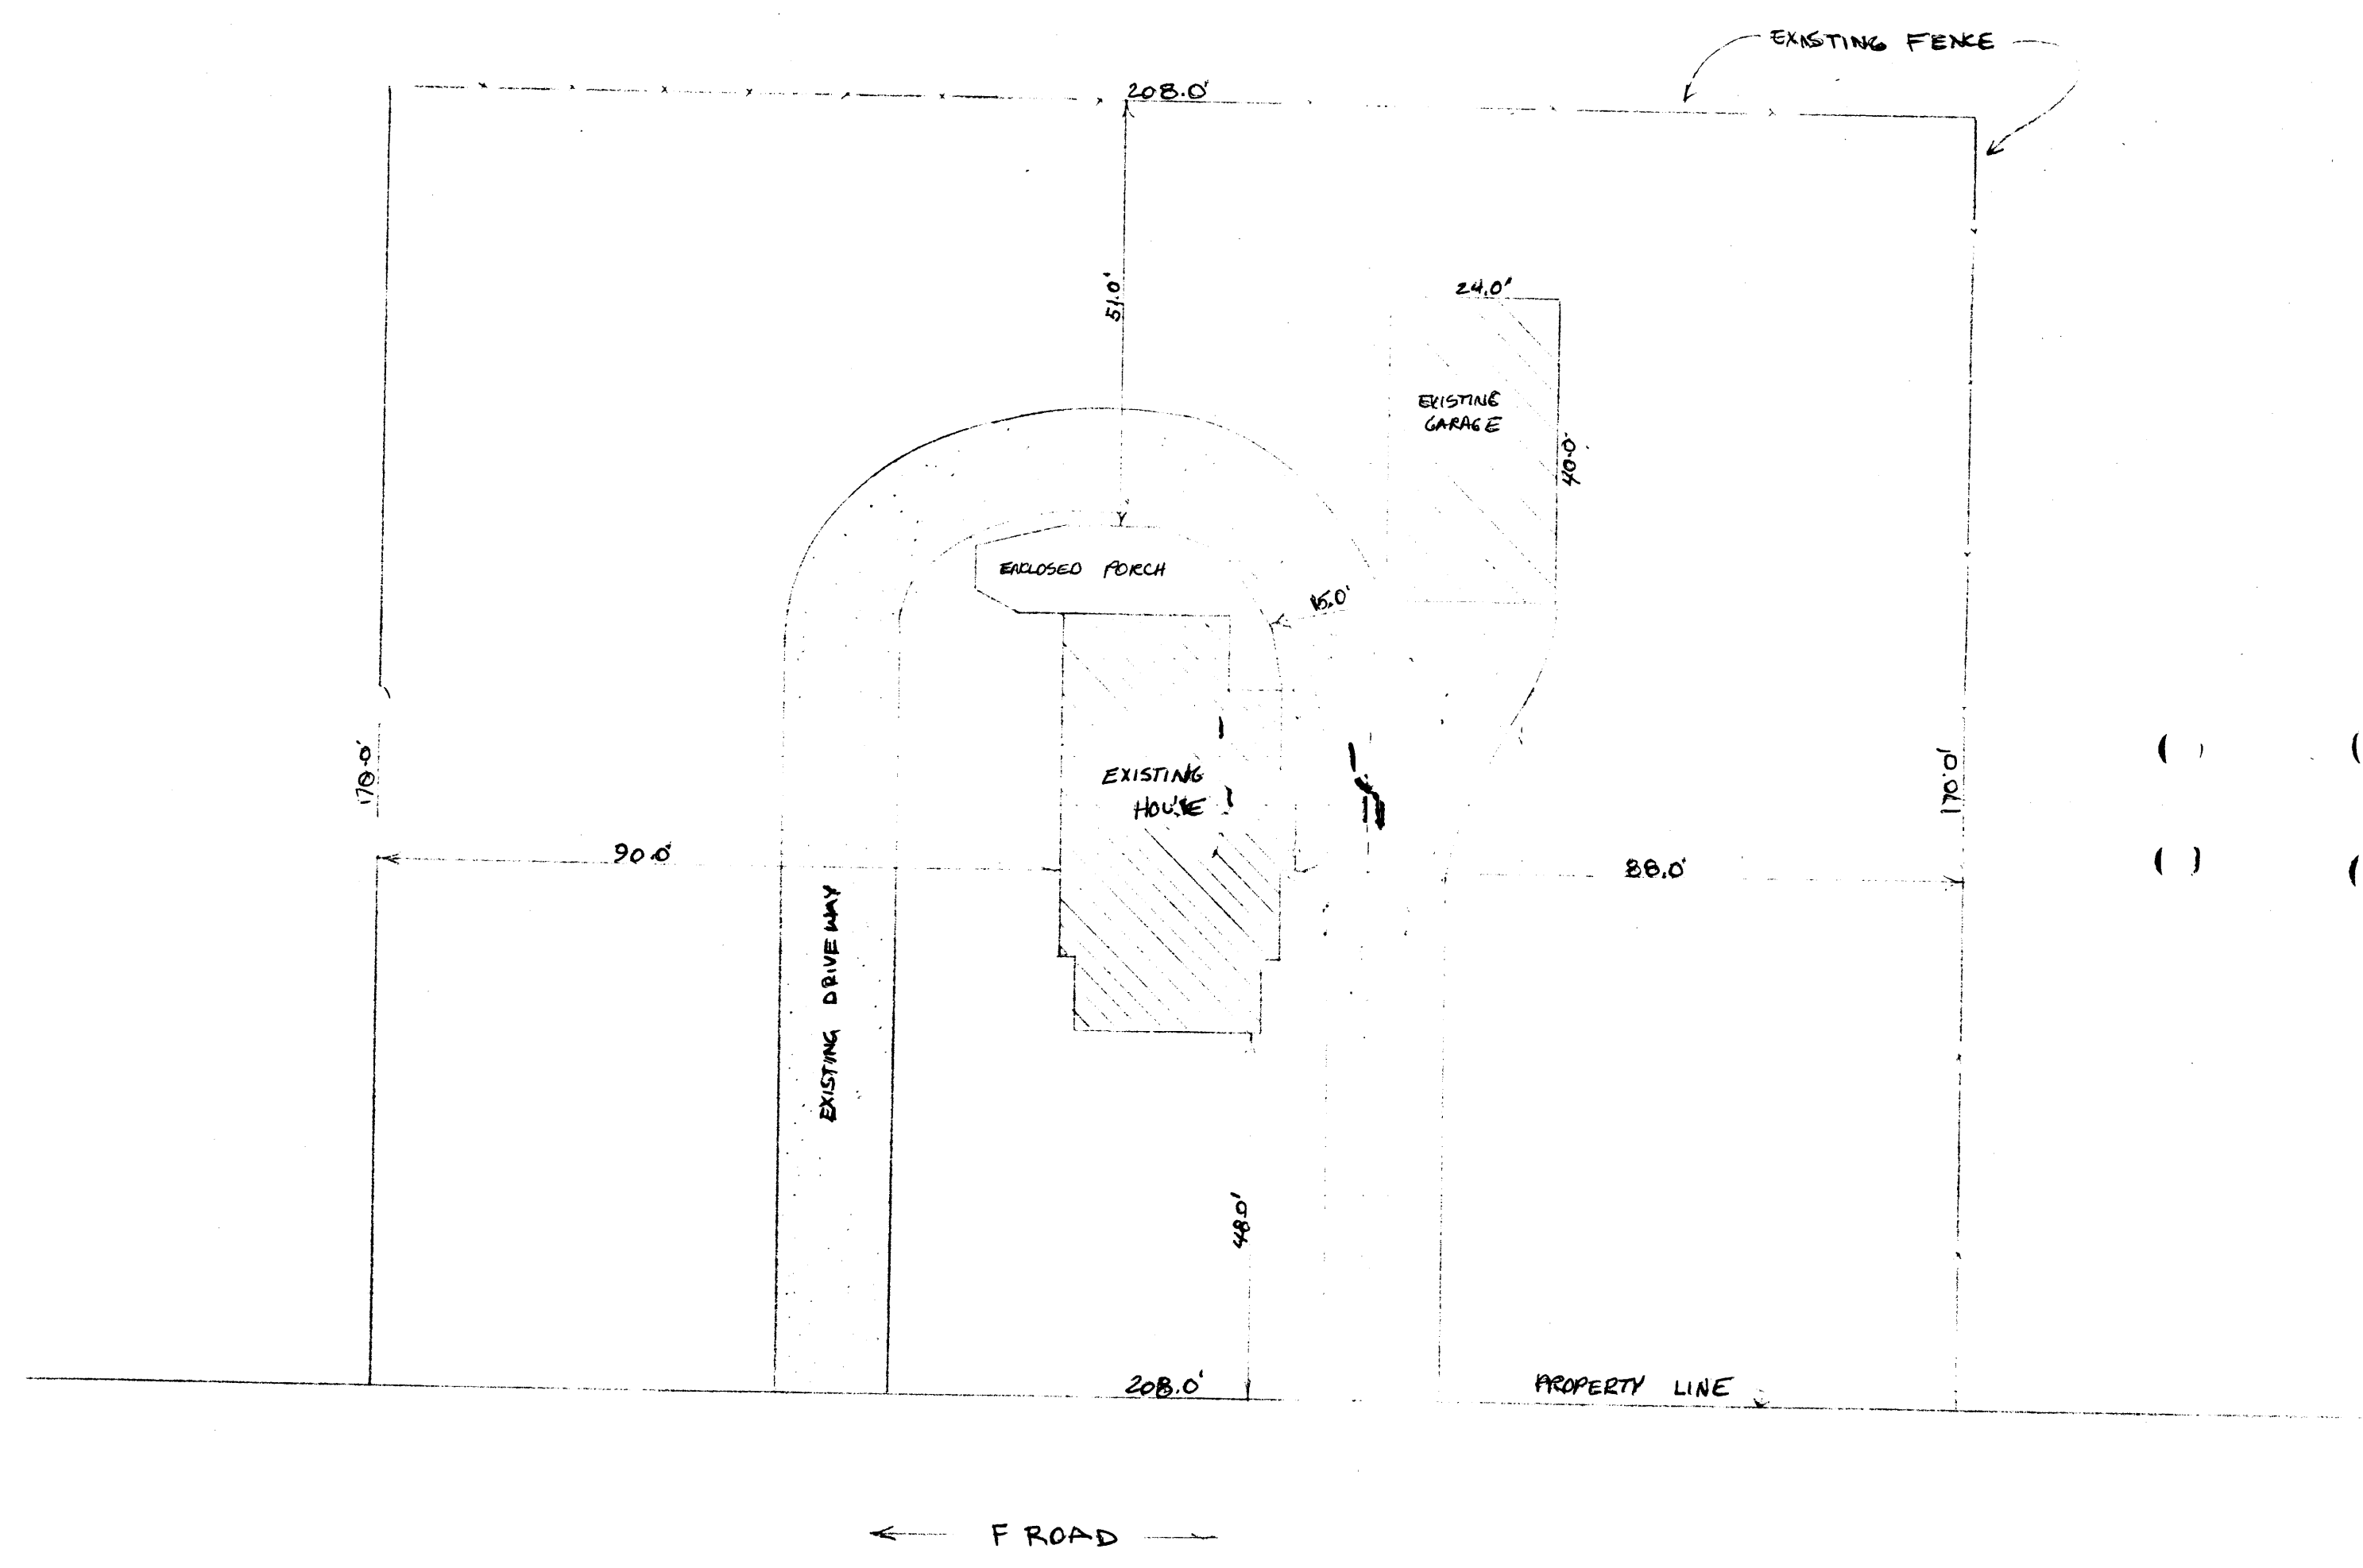 EXISTING FENCE
208.0'
51.0'
24.0'
EXISTING
GARAGE
40.0'
ENCLOSED PORCH
15.0'
170.0'
EXISTING
HOUSE
170.0'
90.0'
88.0'
EXISTING DRIVEWAY
48.0'
208.0'
PROPERTY LINE
F ROAD